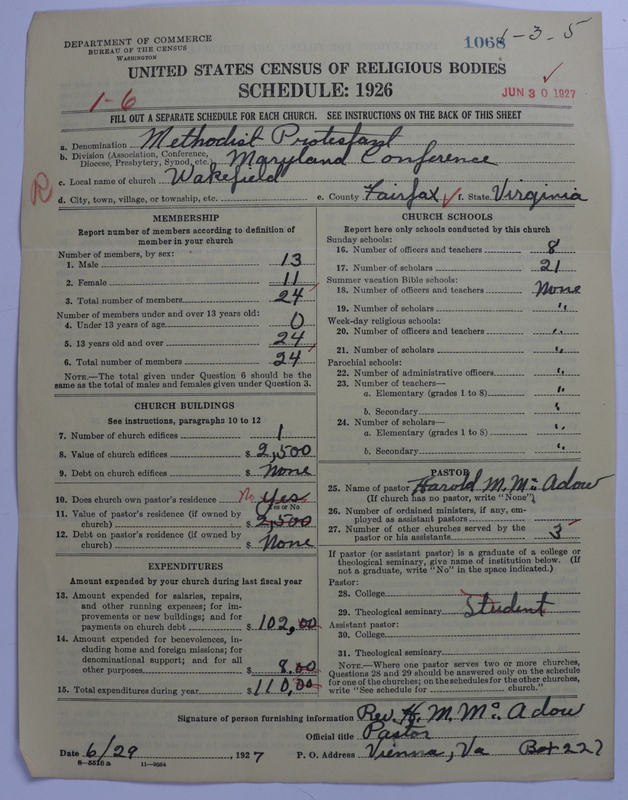 DEPARTMENT OF COMMERCE
BUREAU OF THE CENSUS
WASHINGTON
1068 1-3-5
UNITED STATES CENSUS OF RELIGIOUS BODIES
SCHEDULE: 1926
JUN 30 1927
1-6
FILL OUT A SEPARATE SCHEDULE FOR EACH CHURCH. SEE INSTRUCTIONS ON THE BACK OF THIS SHEET
a. Denomination Methodist Protestant
b. Division (Association, Conference, Diocese, Presbytery, Synod, etc.) Maryland Conference
c. Local name of church Wakefield
R
d. City, town, village, or township, etc. e. County Fairfax f. State Virginia
MEMBERSHIP
Report number of members according to definition of
member in your church
Number of members, by sex:
1. Male 13
2. Female 11
3. Total number of members 24
Number of members under and over 13 years old:
4. Under 13 years of age 0
5. 13 years old and over 24
6. Total number of members 24
NOTE.—The total given under Question 6 should be the
same as the total of males and females given under Question 3.
CHURCH BUILDINGS
See instructions, paragraphs 10 to 12
7. Number of church edifices 1
8. Value of church edifices $ 2,500
9. Debt on church edifices $ None
10. Does church own pastor's residence No Yes
Yes or No
11. Value of pastor's residence (if owned by
church) $ 2,500
12. Debt on pastor's residence (if owned by
church) $ None
EXPENDITURES
Amount expended by your church during last fiscal year
13. Amount expended for salaries, repairs,
and other running expenses; for im-
provements or new buildings; and for
payments on church debt $ 102,00
14. Amount expended for benevolences, in-
cluding home and foreign missions; for
denominational support; and for all
other purposes $ 8.00
15. Total expenditures during year $ 110,00
CHURCH SCHOOLS
Report here only schools conducted by this church
Sunday schools:
16. Number of officers and teachers 8
17. Number of scholars 21
Summer vacation Bible schools:
18. Number of officers and teachers None
19. Number of scholars "
Week-day religious schools:
20. Number of officers and teachers "
21. Number of scholars "
Parochial schools:
22. Number of administrative officers "
23. Number of teachers—
a. Elementary (grades 1 to 8) "
b. Secondary "
24. Number of scholars—
a. Elementary (grades 1 to 8) "
b. Secondary "
PASTOR
25. Name of pastor Harold M. McAdow
(If church has no pastor, write "None")
26. Number of ordained ministers, if any, em-
ployed as assistant pastors
27. Number of other churches served by the
pastor or his assistants 3
If pastor (or assistant pastor) is a graduate of a college or
theological seminary, give name of institution below. (If
not a graduate, write "No" in the space indicated.)
Pastor:
28. College
29. Theological seminary Student
Assistant pastor:
30. College
31. Theological seminary
NOTE.—Where one pastor serves two or more churches,
Questions 28 and 29 should be answered only on the schedule
for one of the churches; on the schedules for the other churches,
write "See schedule for church."
Signature of person furnishing information Rev. H. M. McAdow
Official title Pastor
Date 6/29, 1927 P. O. Address Vienna, Va Box 227
8—5516 a 11—9564